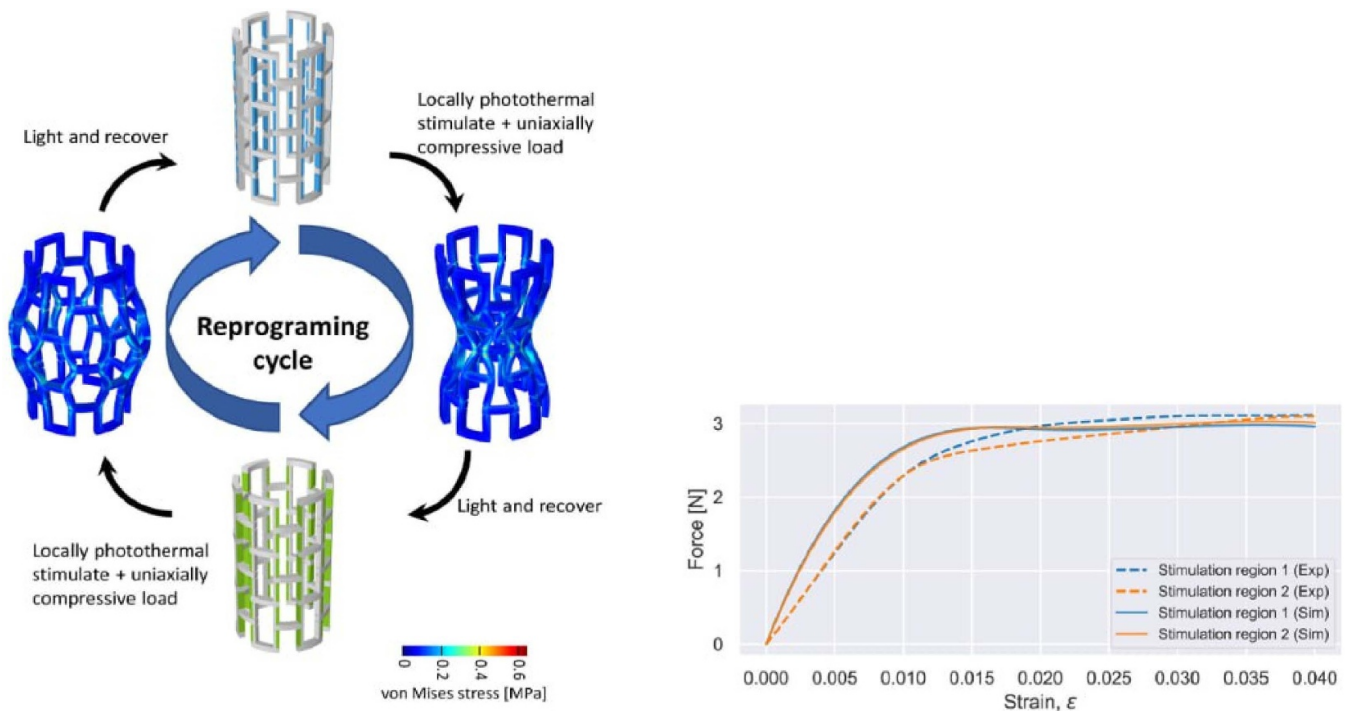 Light and recover
Locally photothermal
stimulate + uniaxially
compressive load
Reprograming
cycle
Light and recover
Locally photothermal
stimulate + uniaxially
compressive load
0
0.2
0.4
0.6
von Mises stress [MPa]
3
2
1
0
Force [N]
Stimulation region 1 (Exp)
Stimulation region 2 (Exp)
Stimulation region 1 (Sim)
Stimulation region 2 (Sim)
0.000 0.005 0.010 0.015 0.020 0.025 0.030 0.035 0.040
Strain, ε